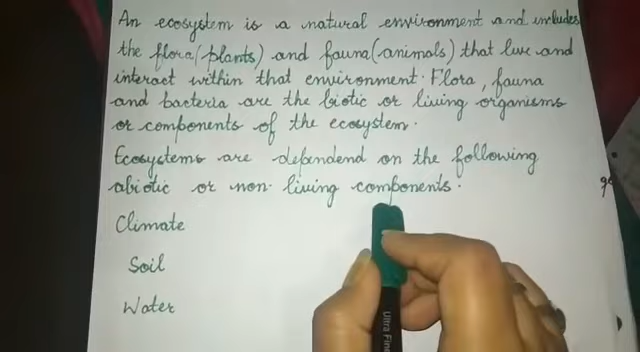 An ecosystem is a natural environment and includes
the flora(plants) and fauna(animals) that live and
interact within that environment. Flora, fauna
and bacteria are the biotic or living organisms
or components of the ecosystem.
Ecosystems are dependend on the following
abiotic or non-living components.
Climate
Soil
Water
Ultra Fine